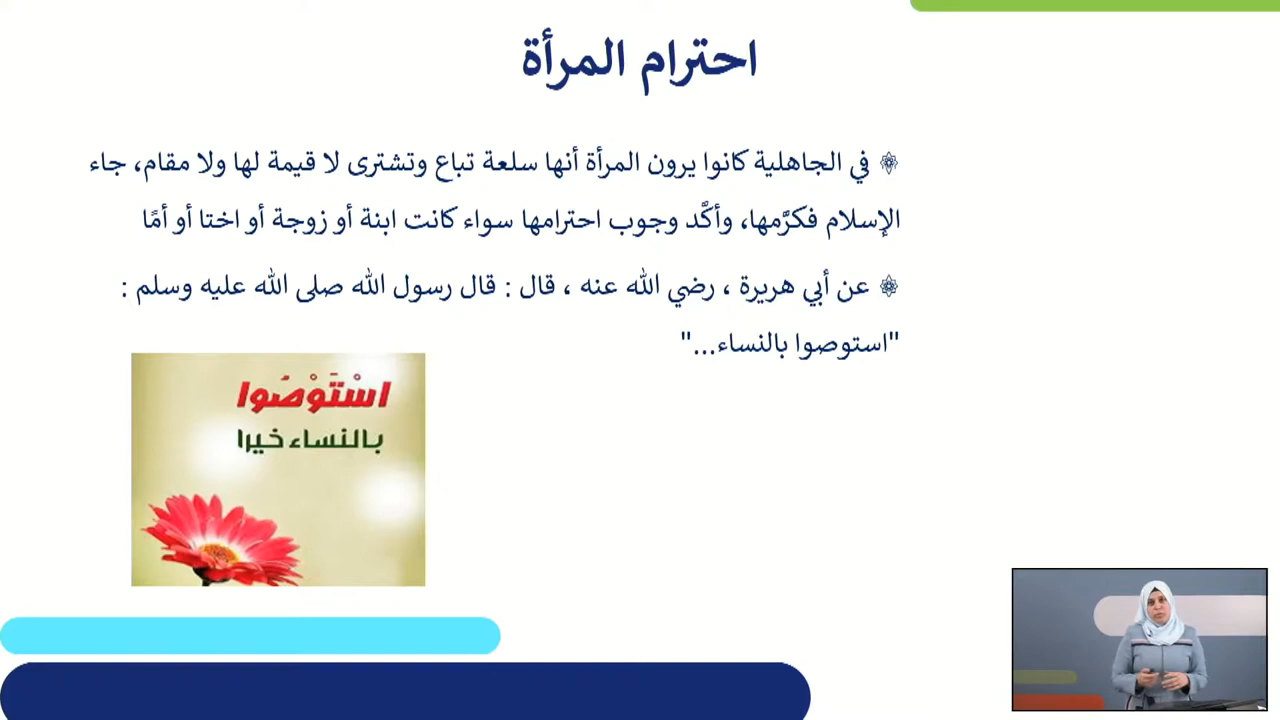 احترام المرأة
في الجاهلية كانوا يرون المرأة أنها سلعة تباع وتشترى لا قيمة لها ولا مقام، جاء
الإسلام فكرَّمها، وأكَّد وجوب احترامها سواء كانت ابنة أو زوجة أو اختا أو أمًا
عن أبي هريرة ، رضي الله عنه ، قال : قال رسول الله صلى الله عليه وسلم :
"استوصوا بالنساء..."
اسْتَوْصُوا
بالنساء خيرا